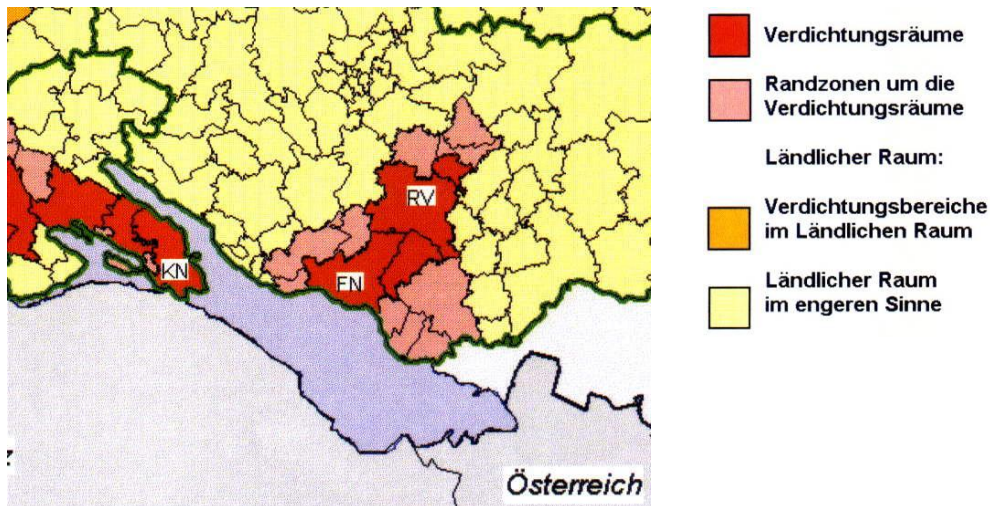 RV
FN
KN
Österreich
Verdichtungsräume
Randzonen um die
Verdichtungsräume
Ländlicher Raum:
Verdichtungsbereiche
im Ländlichen Raum
Ländlicher Raum
im engeren Sinne